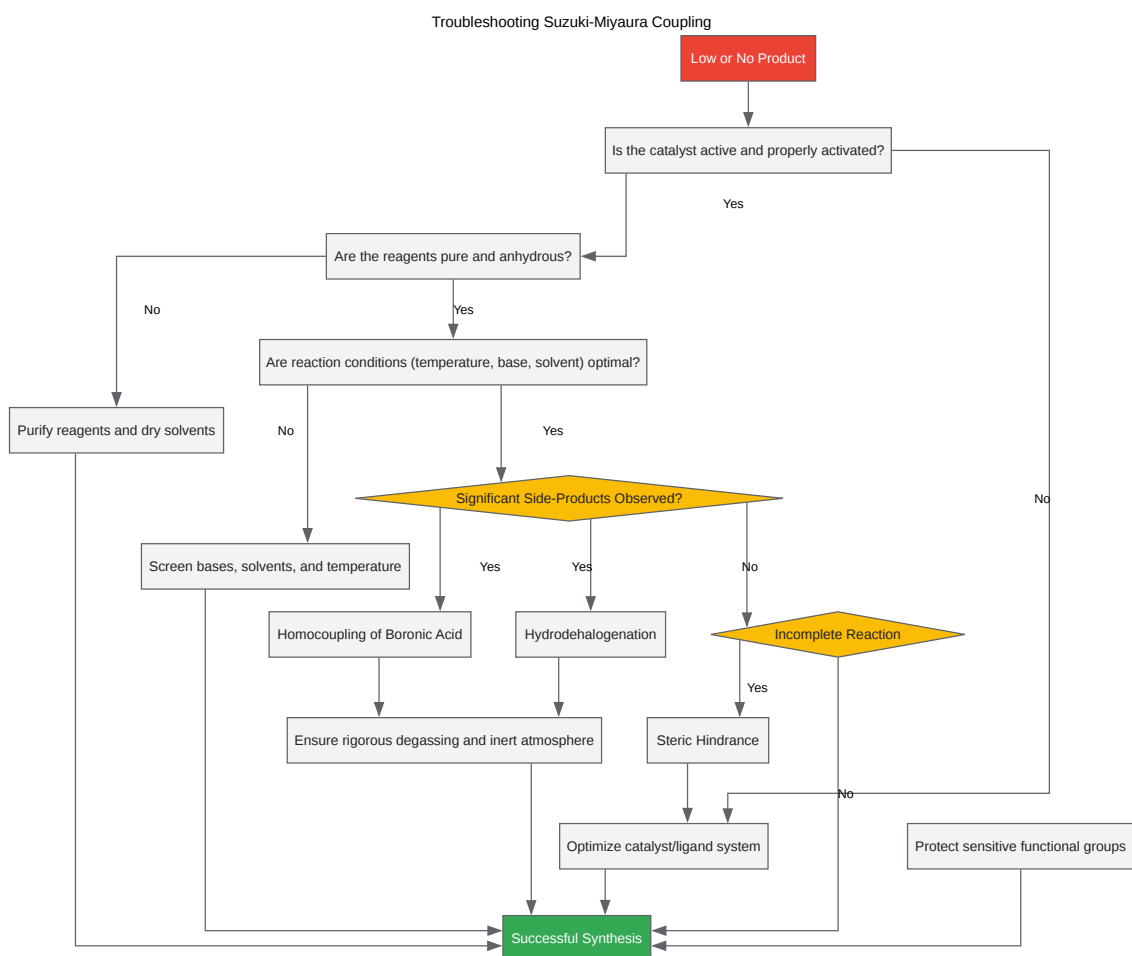 Troubleshooting Suzuki-Miyaura Coupling
Low or No Product
Is the catalyst active and properly activated?
Yes
Are the reagents pure and anhydrous?
No
Yes
Are reaction conditions (temperature, base, solvent) optimal?
Purify reagents and dry solvents
No
Yes
Significant Side-Products Observed?
No
Screen bases, solvents, and temperature
Yes
Yes
No
Homocoupling of Boronic Acid
Hydrodehalogenation
Incomplete Reaction
Yes
Ensure rigorous degassing and inert atmosphere
Steric Hindrance
No
Optimize catalyst/ligand system
Protect sensitive functional groups
Successful Synthesis